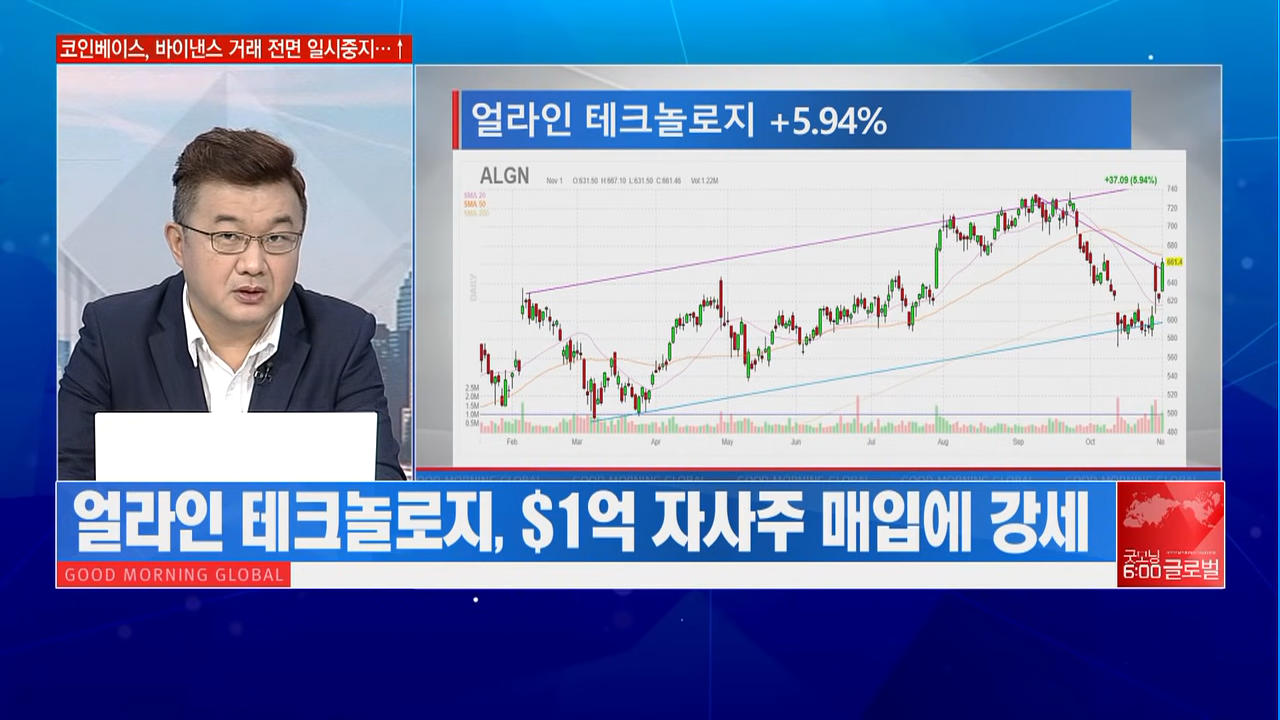 코인베이스, 바이낸스 거래 전면 일시중지…↑
얼라인 테크놀로지 +5.94%
ALGN
Nov 1 O:631.50 H:667.10 L:631.50 C:661.46 Vol:1.22M
+37.09 (5.94%)
SMA 20
SMA 50
SMA 200
DAILY
740
720
700
680
661.4
640
620
600
580
560
540
520
500
480
2.5M
2.0M
1.5M
1.0M
0.5M
Feb Mar Apr May Jun Jul Aug Sep Oct No
얼라인 테크놀로지, $1억 자사주 매입에 강세
GOOD MORNING GLOBAL
굿모닝
6:00 글로벌